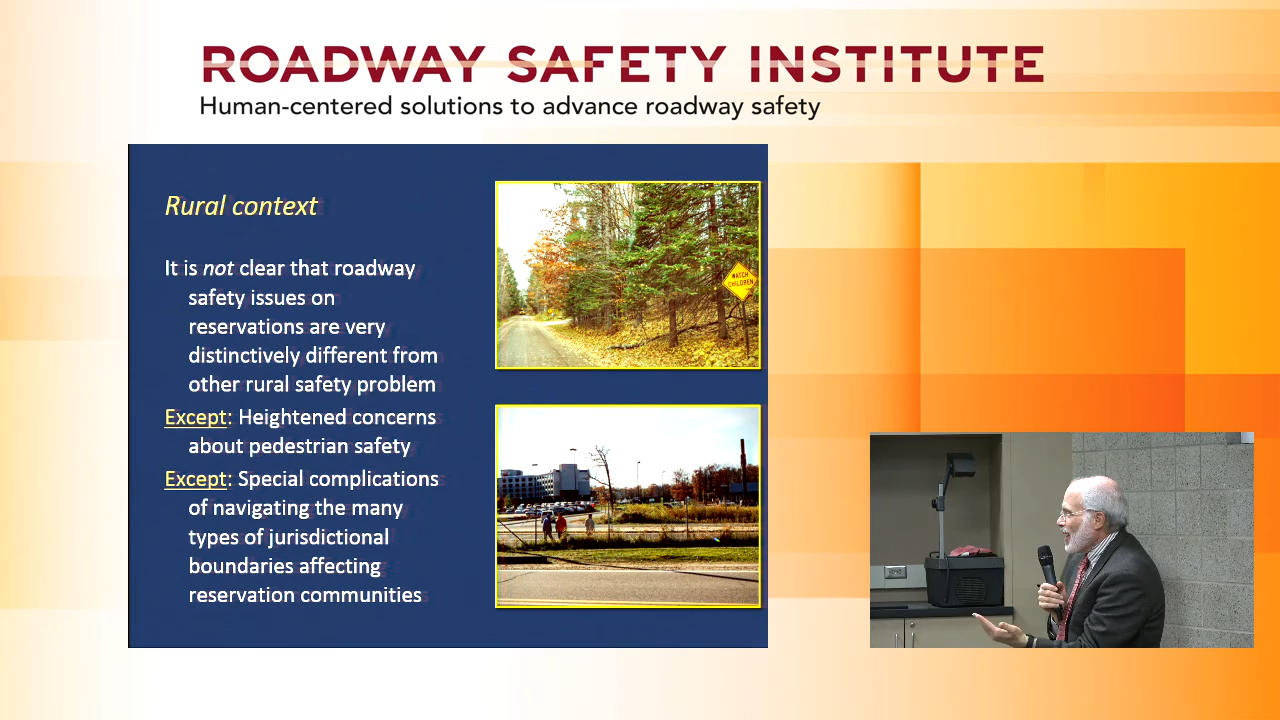 ROADWAY SAFETY INSTITUTE
Human-centered solutions to advance roadway safety
Rural context
It is not clear that roadway
safety issues on
reservations are very
distinctively different from
other rural safety problem
Except: Heightened concerns
about pedestrian safety
Except: Special complications
of navigating the many
types of jurisdictional
boundaries affecting
reservation communities
WATCH
CHILDREN